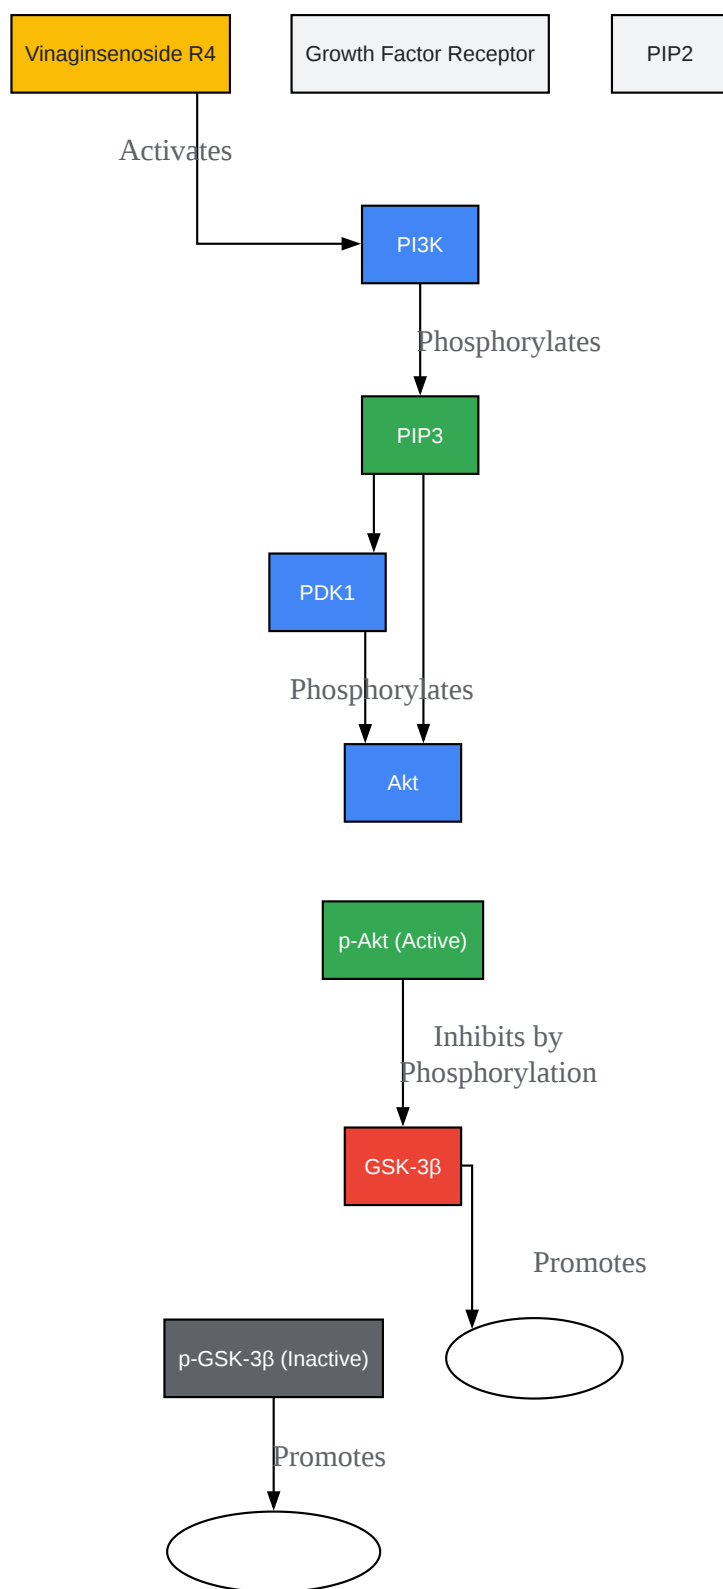 Vinaginsenoside R4
Growth Factor Receptor
PIP2
Activates
PI3K
Phosphorylates
PIP3
PDK1
Phosphorylates
Akt
p-Akt (Active)
Inhibits by
Phosphorylation
GSK-3β
Promotes
p-GSK-3β (Inactive)
Promotes